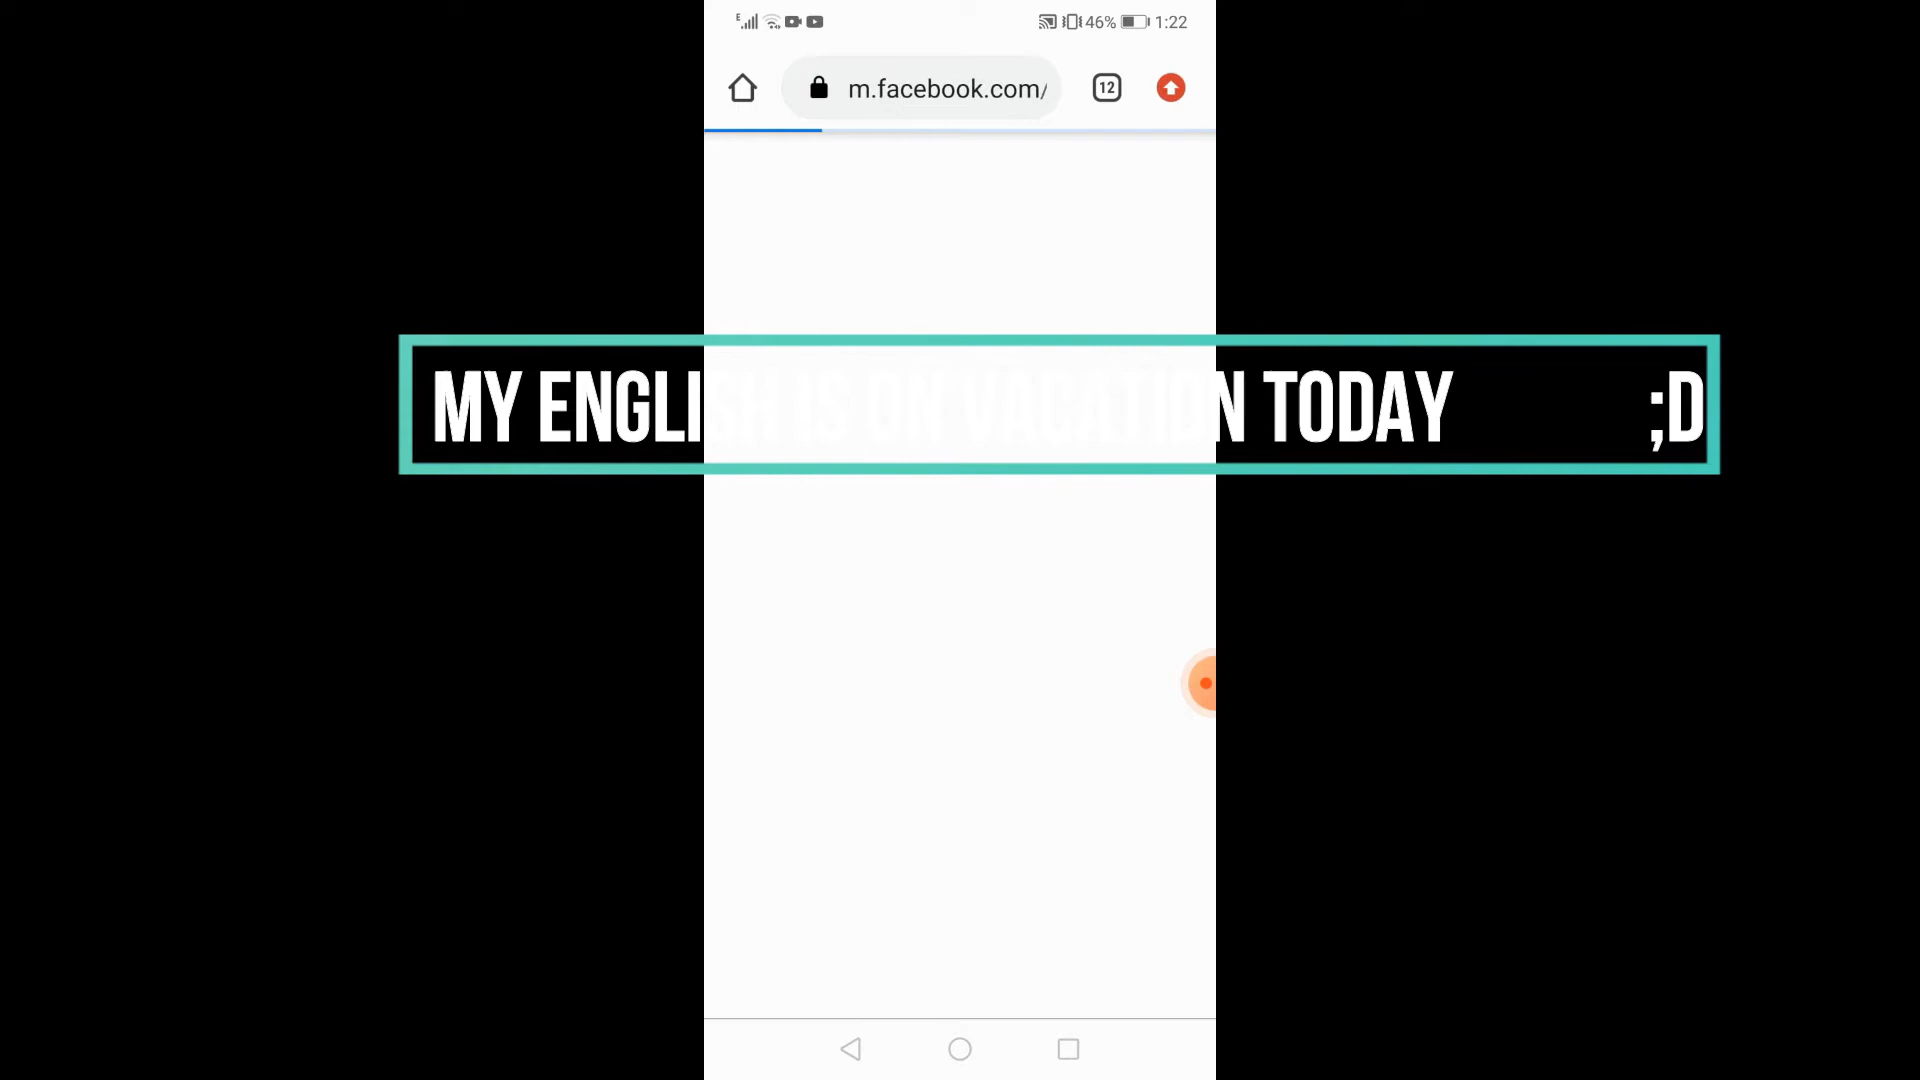 E 46% 1:22
m.facebook.com/ 12
MY ENGLISH IS ON VACATION TODAY ;D